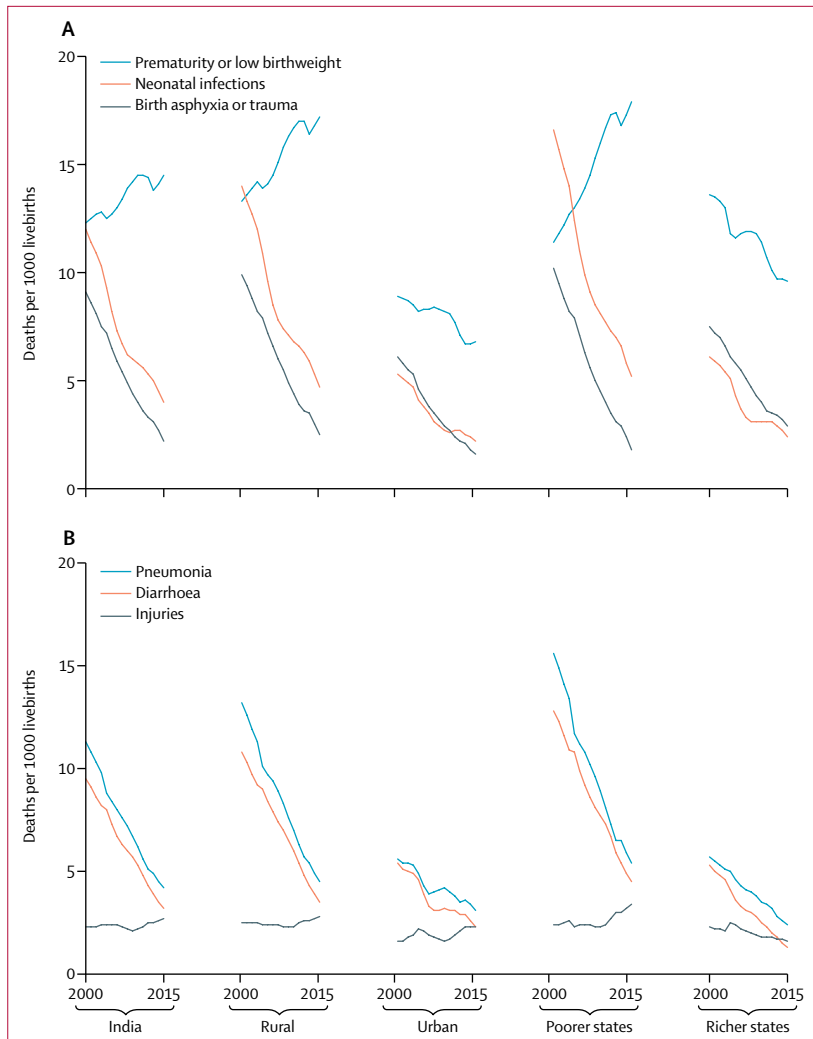 A
20
15
10
5
0
Deaths per 1000 livebirths
Prematurity or low birthweight
Neonatal infections
Birth asphyxia or trauma
B
20
15
10
5
0
Deaths per 1000 livebirths
Pneumonia
Diarrhoea
Injuries
2000 2015 2000 2015 2000 2015 2000 2015 2000 2015
India Rural Urban Poorer states Richer states